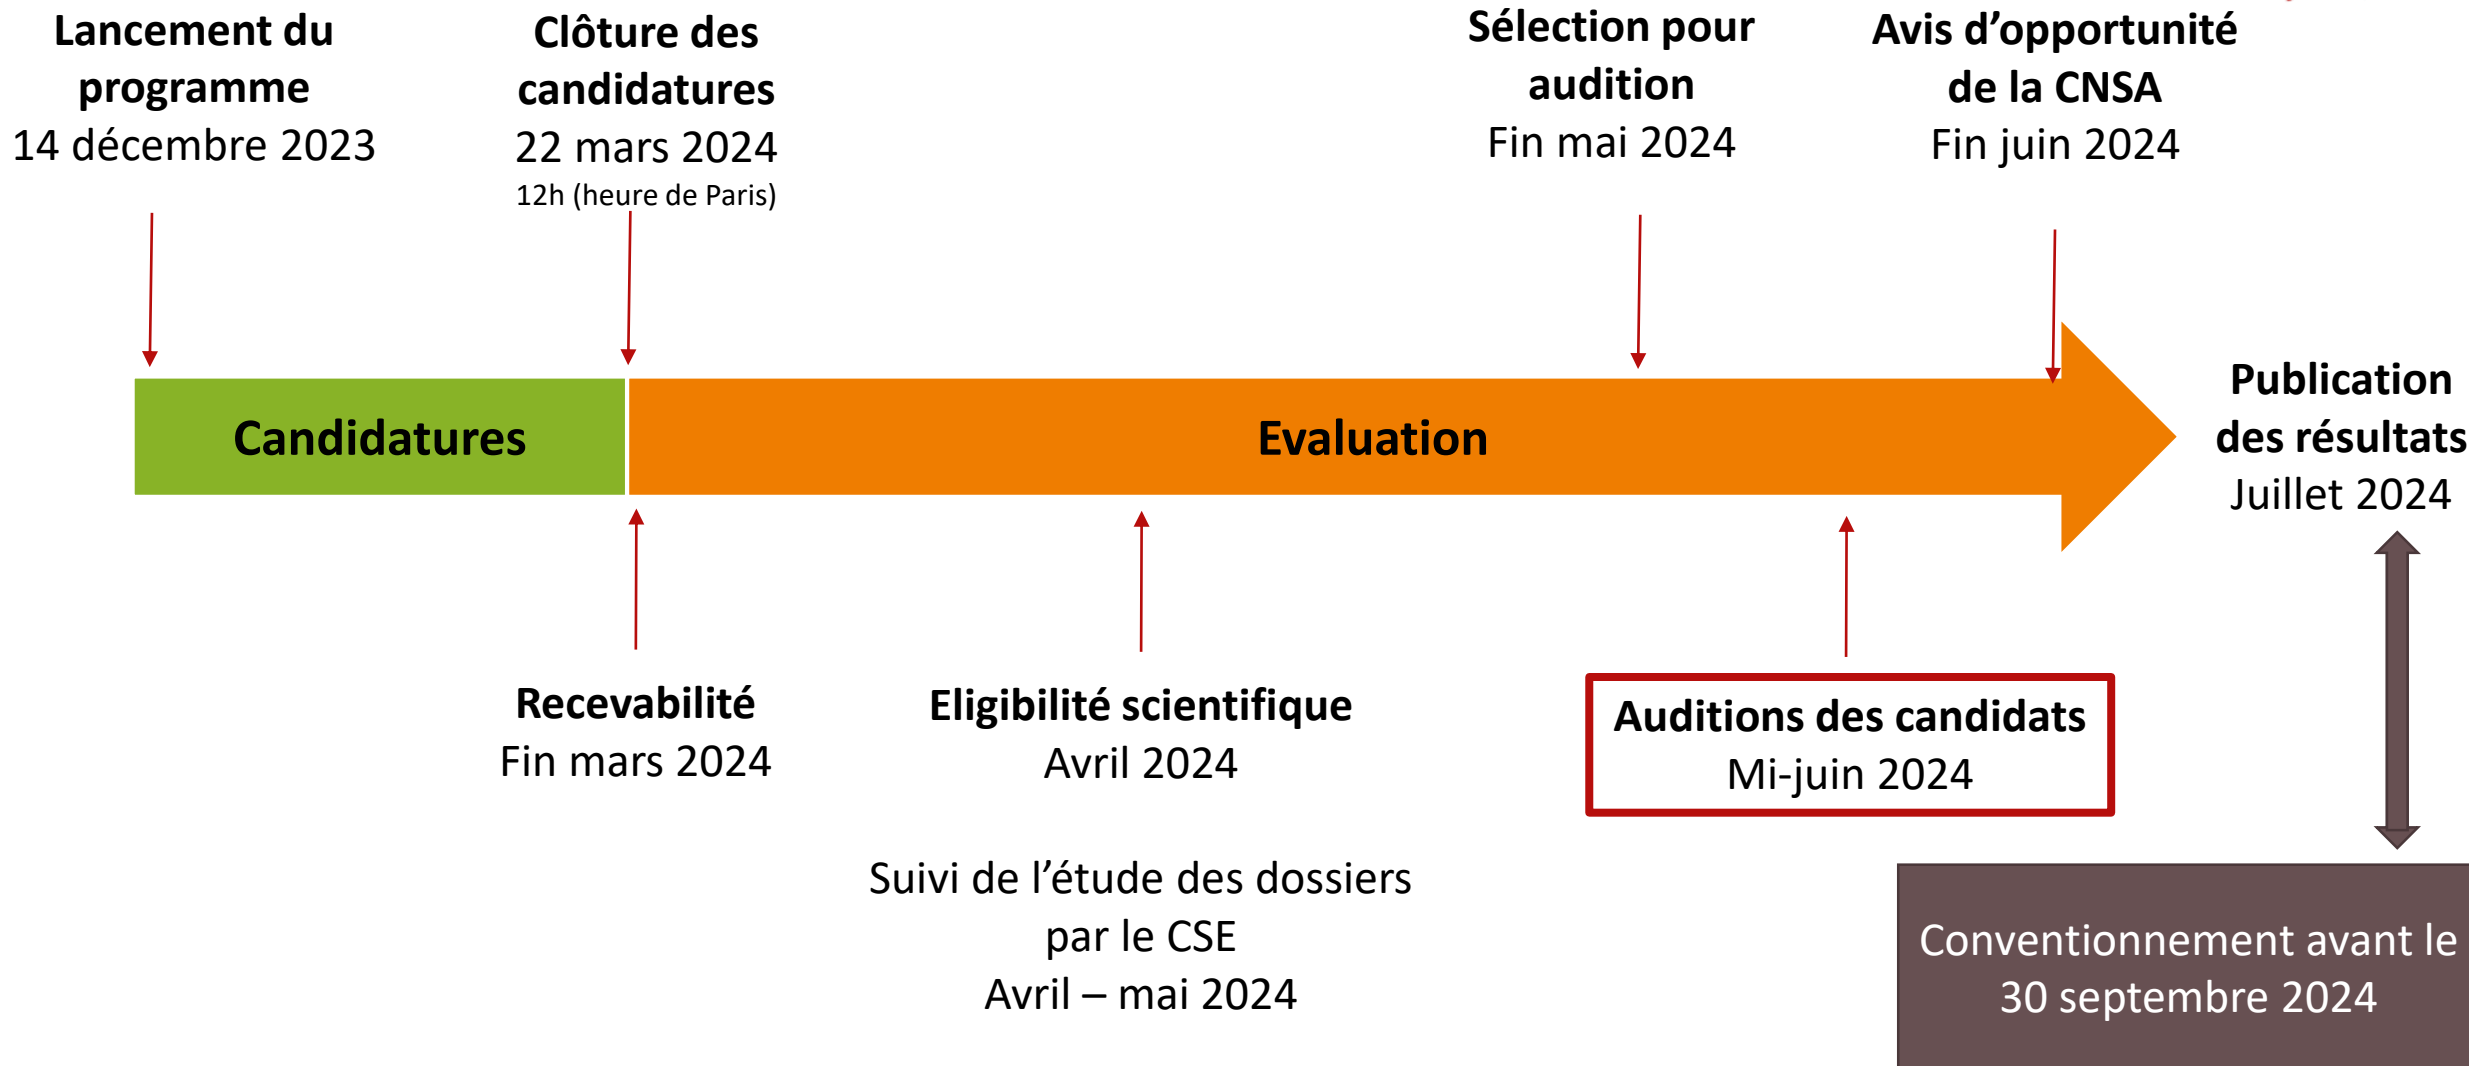 Lancement du
programme
14 décembre 2023
Clôture des
candidatures
22 mars 2024
12h (heure de Paris)
Sélection pour
audition
Fin mai 2024
Avis d’opportunité
de la CNSA
Fin juin 2024
Candidatures
Evaluation
Publication
des résultats
Juillet 2024
Recevabilité
Fin mars 2024
Eligibilité scientifique
Avril 2024
Suivi de l’étude des dossiers
par le CSE
Avril – mai 2024
Auditions des candidats
Mi-juin 2024
Conventionnement avant le
30 septembre 2024